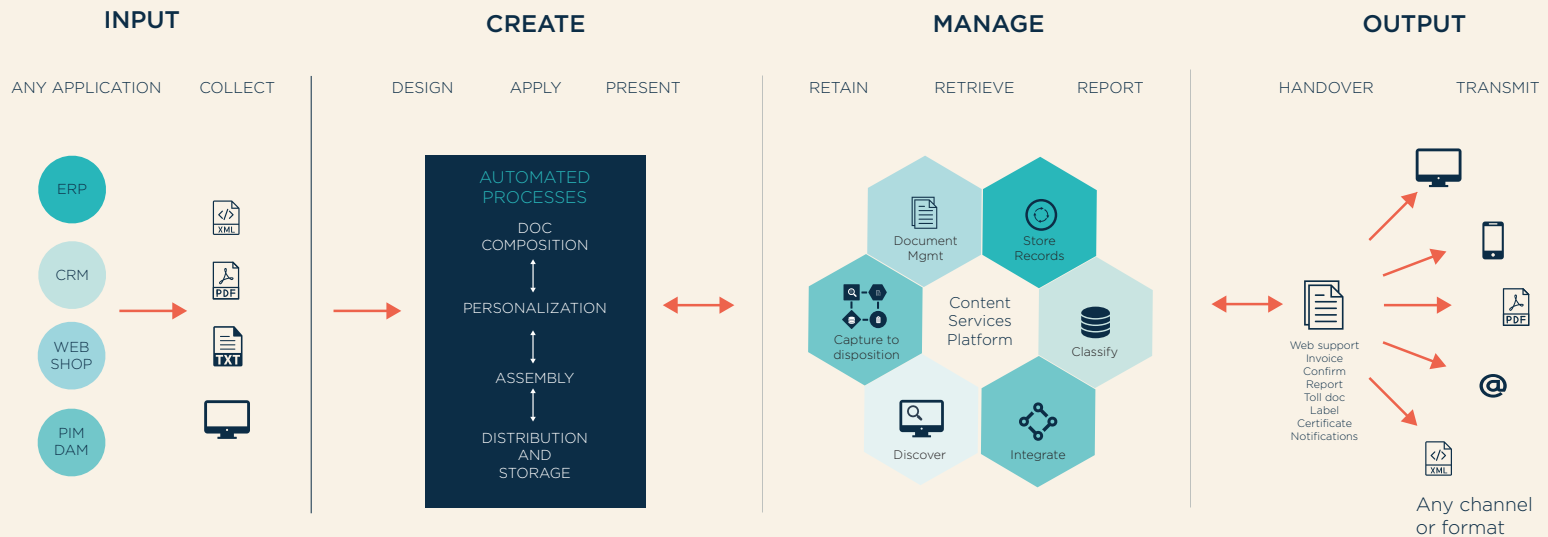 INPUT
ANY APPLICATION
COLLECT
ERP
CRM
WEB
SHOP
PIM
DAM
XML
PDF
TXT
CREATE
DESIGN
APPLY
PRESENT
AUTOMATED
PROCESSES
DOC
COMPOSITION
PERSONALIZATION
ASSEMBLY
DISTRIBUTION
AND
STORAGE
MANAGE
RETAIN
RETRIEVE
REPORT
Document
Mgmt
Store
Records
Capture to
disposition
Content
Services
Platform
Classify
Discover
Integrate
OUTPUT
HANDOVER
TRANSMIT
Web support
Invoice
Confirm
Report
Toll doc
Label
Certificate
Notifications
PDF
@
XML
Any channel
or format